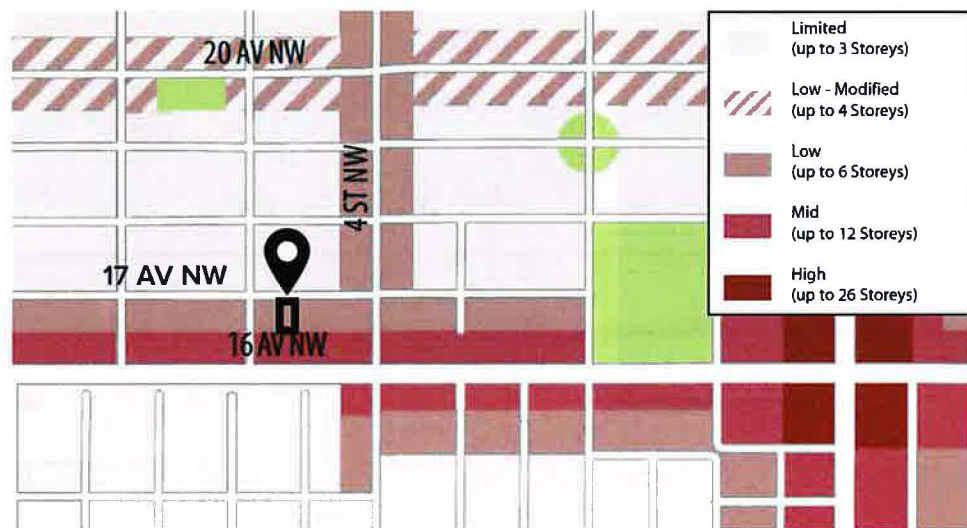 20 AV NW
4 ST NW
17 AV NW
16 AV NW
Limited
(up to 3 Storeys)
Low - Modified
(up to 4 Storeys)
Low
(up to 6 Storeys)
Mid
(up to 12 Storeys)
High
(up to 26 Storeys)